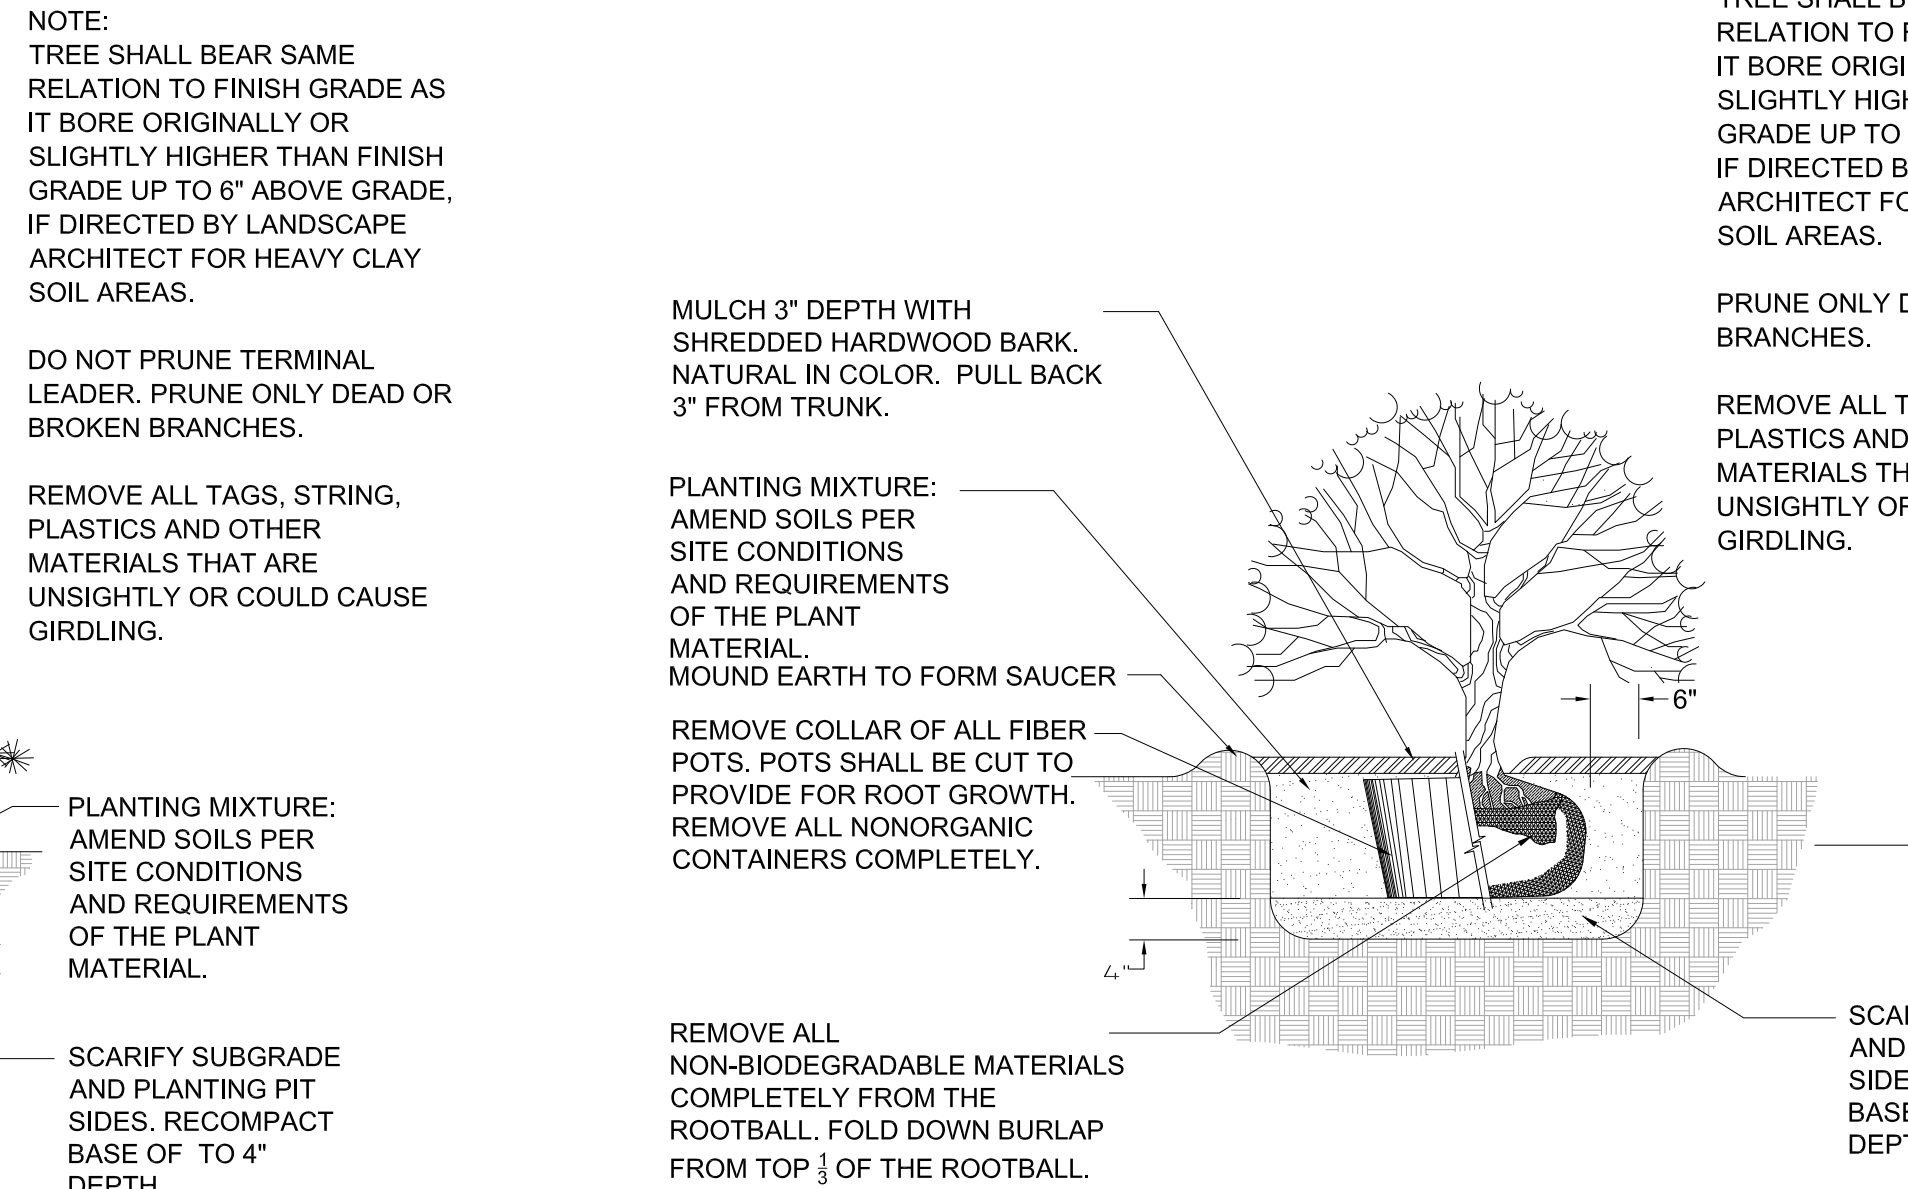 NOTE:
TREE SHALL BEAR SAME
RELATION TO FINISH GRADE AS
IT BORE ORIGINALLY OR
SLIGHTLY HIGHER THAN FINISH
GRADE UP TO 6" ABOVE GRADE,
IF DIRECTED BY LANDSCAPE
ARCHITECT FOR HEAVY CLAY
SOIL AREAS.
DO NOT PRUNE TERMINAL
LEADER. PRUNE ONLY DEAD OR
BROKEN BRANCHES.
REMOVE ALL TAGS, STRING,
PLASTICS AND OTHER
MATERIALS THAT ARE
UNSIGHTLY OR COULD CAUSE
GIRDLING.
PLANTING MIXTURE:
AMEND SOILS PER
SITE CONDITIONS
AND REQUIREMENTS
OF THE PLANT
MATERIAL.
SCARIFY SUBGRADE
AND PLANTING PIT
SIDES. RECOMPACT
BASE OF TO 4"
DEPTH
MULCH 3" DEPTH WITH
SHREDDED HARDWOOD BARK.
NATURAL IN COLOR. PULL BACK
3" FROM TRUNK.
PLANTING MIXTURE:
AMEND SOILS PER
SITE CONDITIONS
AND REQUIREMENTS
OF THE PLANT
MATERIAL.
MOUND EARTH TO FORM SAUCER
REMOVE COLLAR OF ALL FIBER
POTS. POTS SHALL BE CUT TO
PROVIDE FOR ROOT GROWTH.
REMOVE ALL NONORGANIC
CONTAINERS COMPLETELY.
REMOVE ALL
NON-BIODEGRADABLE MATERIALS
COMPLETELY FROM THE
ROOTBALL. FOLD DOWN BURLAP
FROM TOP 1/3 OF THE ROOTBALL.
6"
4"
TREE SHALL
RELATION TO
IT BORE
SLIGHTLY
GRADE UP TO
IF DIRECTED
ARCHITECT
SOIL AREAS.
PRUNE ONLY
BRANCHES.
REMOVE ALL
PLASTICS AND
MATERIALS
UNSIGHTLY
GIRDLING.
AND